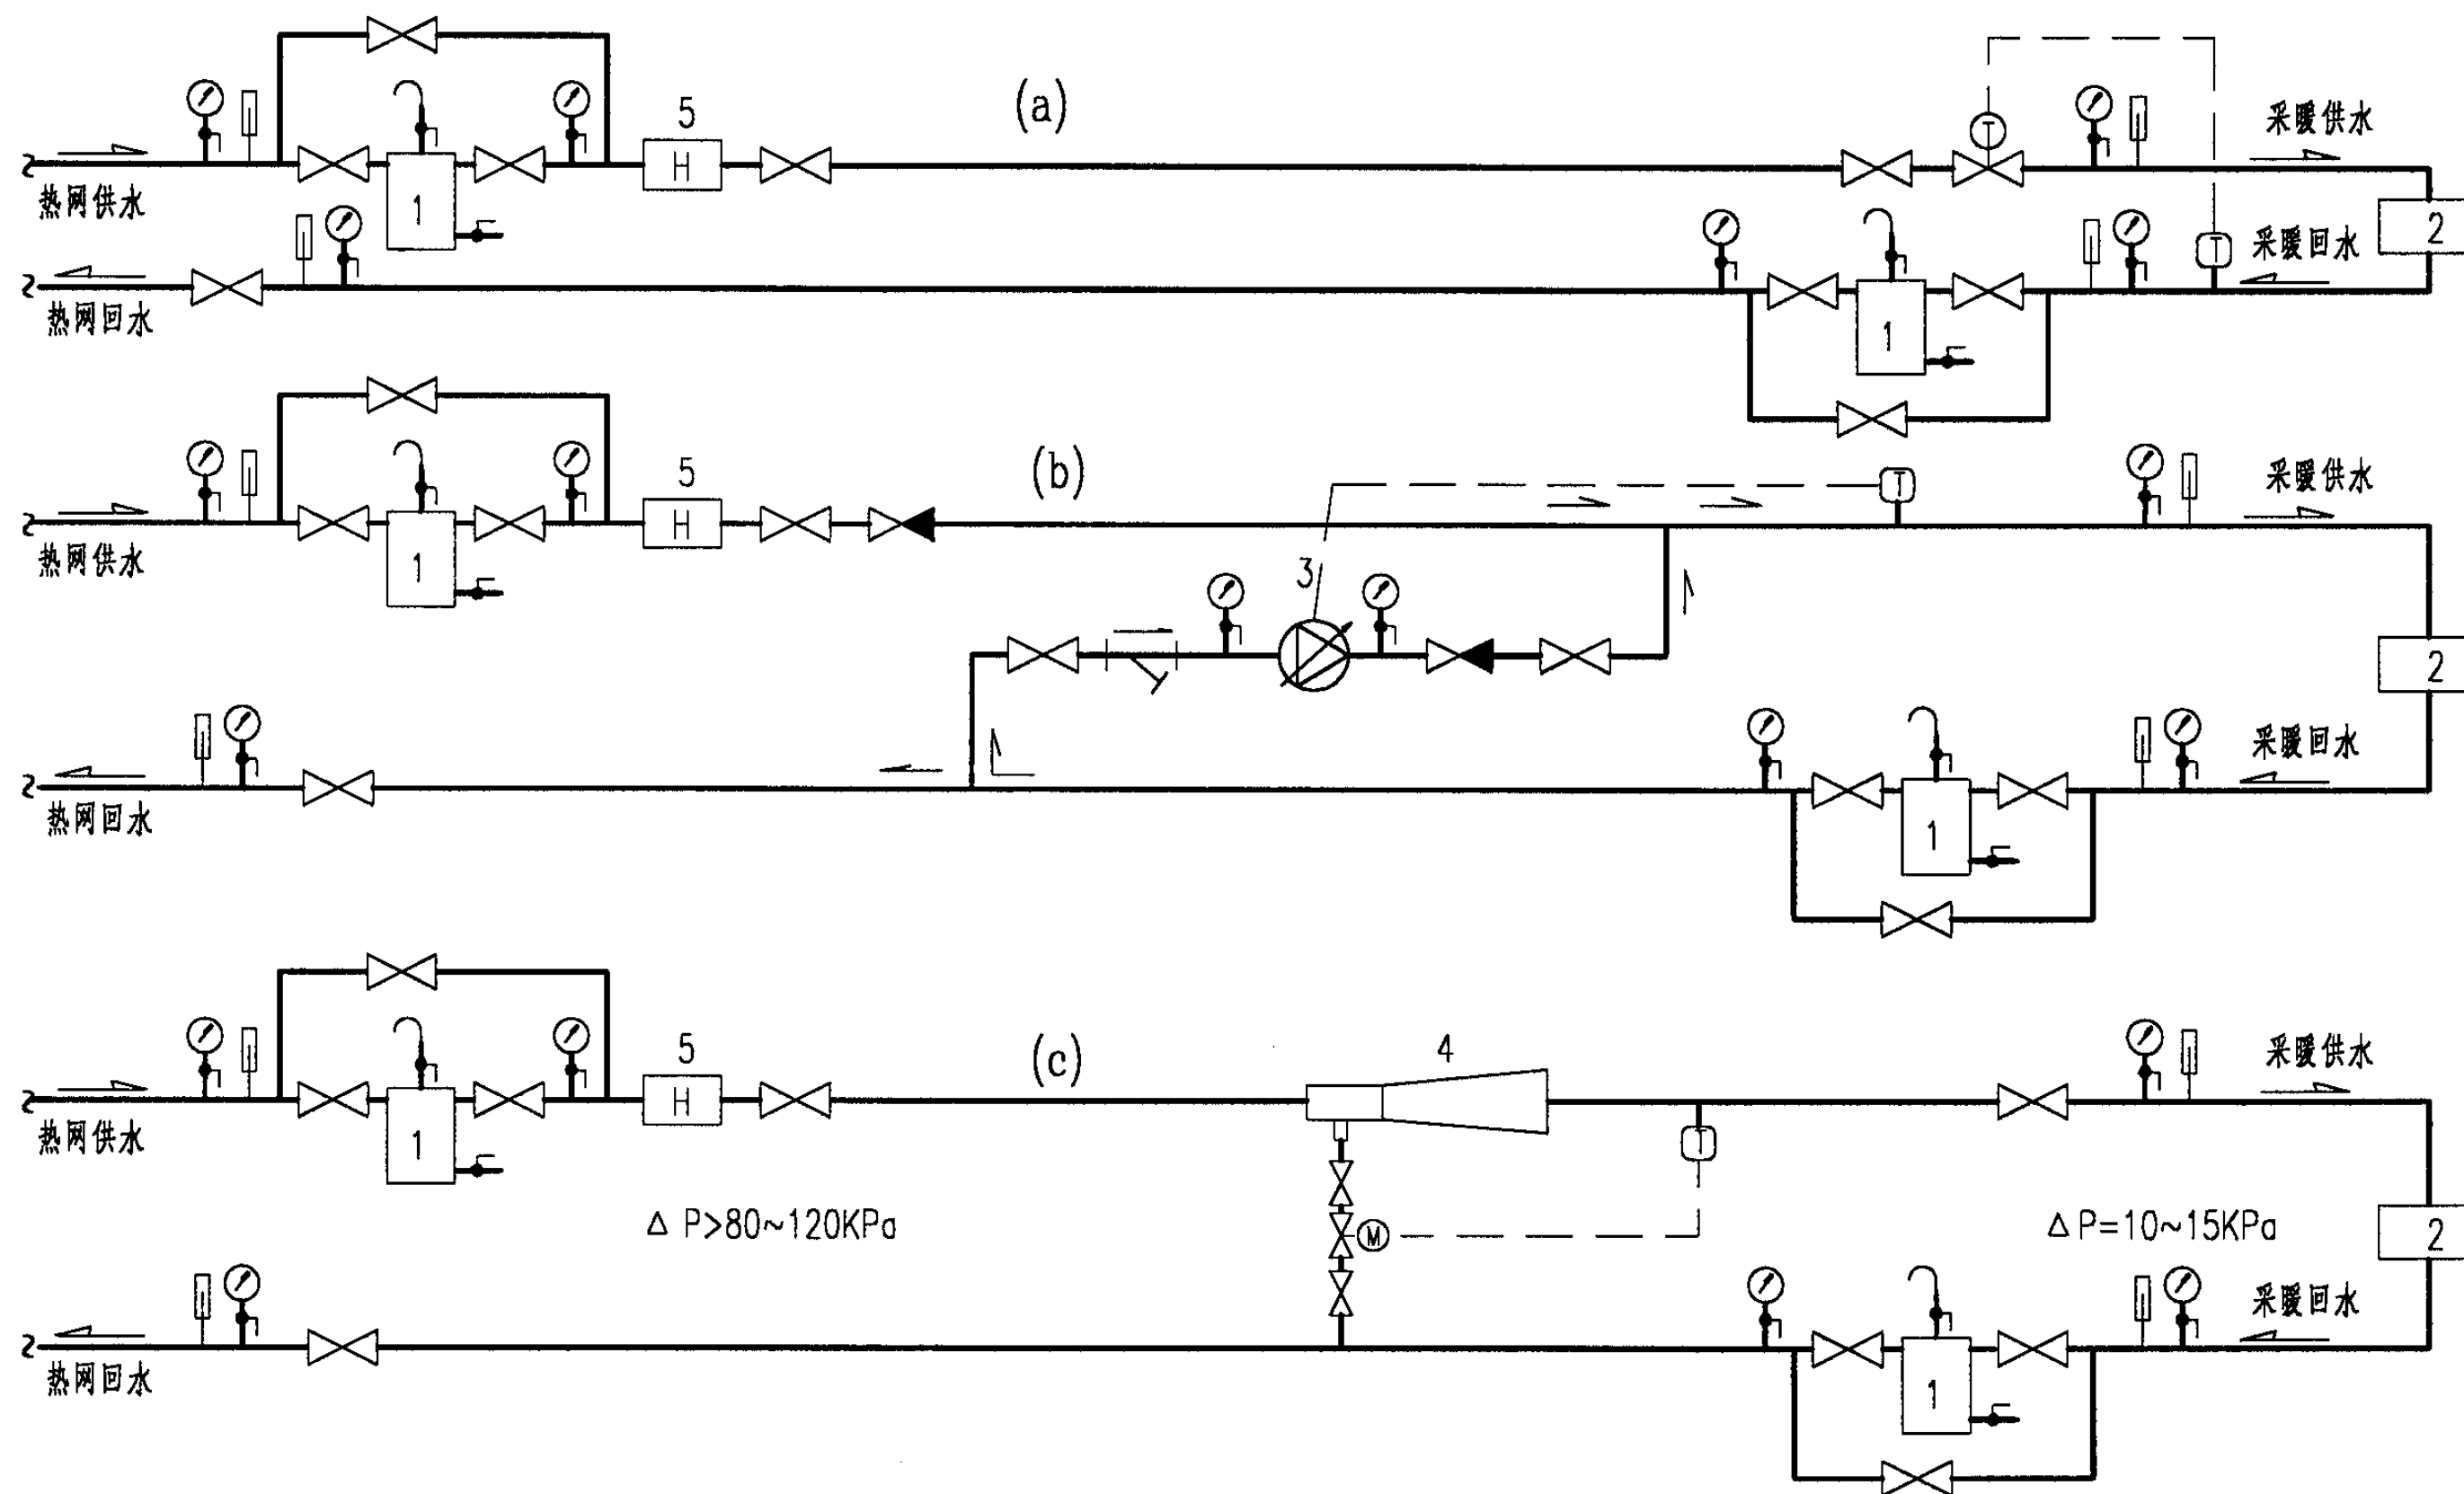 5
(a)
T
采暖供水
H
热网供水
1
2
采暖回水
T
热网回水
1
5
(b)
T
采暖供水
H
热网供水
1
3
2
采暖回水
热网回水
1
5
(c)
4
采暖供水
H
热网供水
1
T
△ P>80~120KPa
M
△ P=10~15KPa
2
采暖回水
热网回水
1